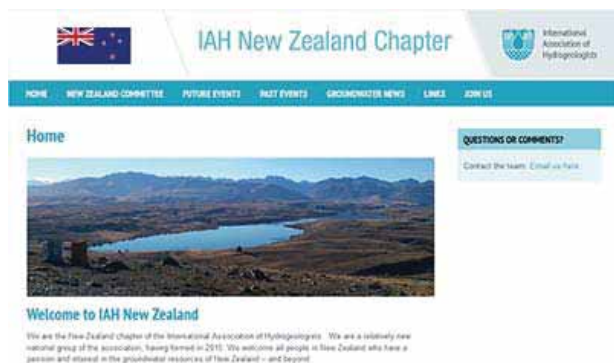 IAH New Zealand Chapter
International
Association of
Hydrogeologists
HOME NEW ZEALAND COMMITTEE FUTURE EVENTS PAST EVENTS GROUNDWATER NEWS LINKS JOIN US
Home
QUESTIONS OR COMMENTS?
Contact the team: Email us here
Welcome to IAH New Zealand
We are the New Zealand chapter of the International Association of Hydrogeologists. We are a relatively new
national group of the association, having formed in 2010. We welcome all people in New Zealand who have a
passion and interest in the groundwater resources of New Zealand – and beyond